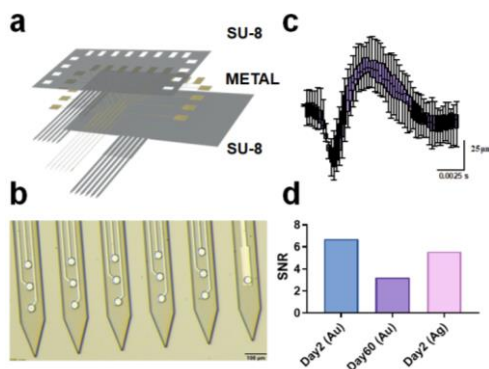 a
SU-8
METAL
SU-8
b
100 μm
c
25μm
0.0025 s
d
SNR
8
6
4
2
0
Day2 (Au)
Day60 (Au)
Day2 (Ag)